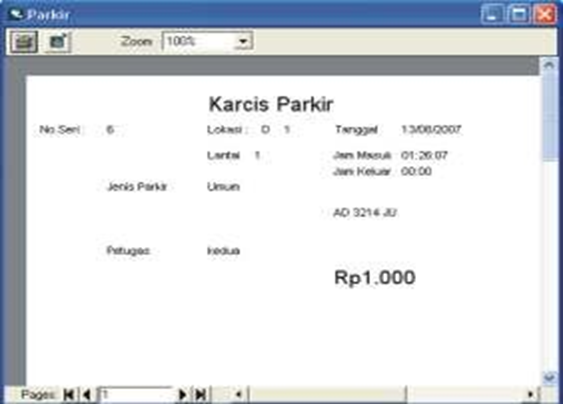 Parkir
Zoom 100%
Karcis Parkir
No.Seri : 6 Lokasi : D 1 Tanggal 13/08/2007
Lantai 1 Jam Masuk 01:26:07
Jam Keluar 00:00
Jenis Parkir Umum
AD 3214 JU
Petugas kedua
Rp1.000
Pages: 1